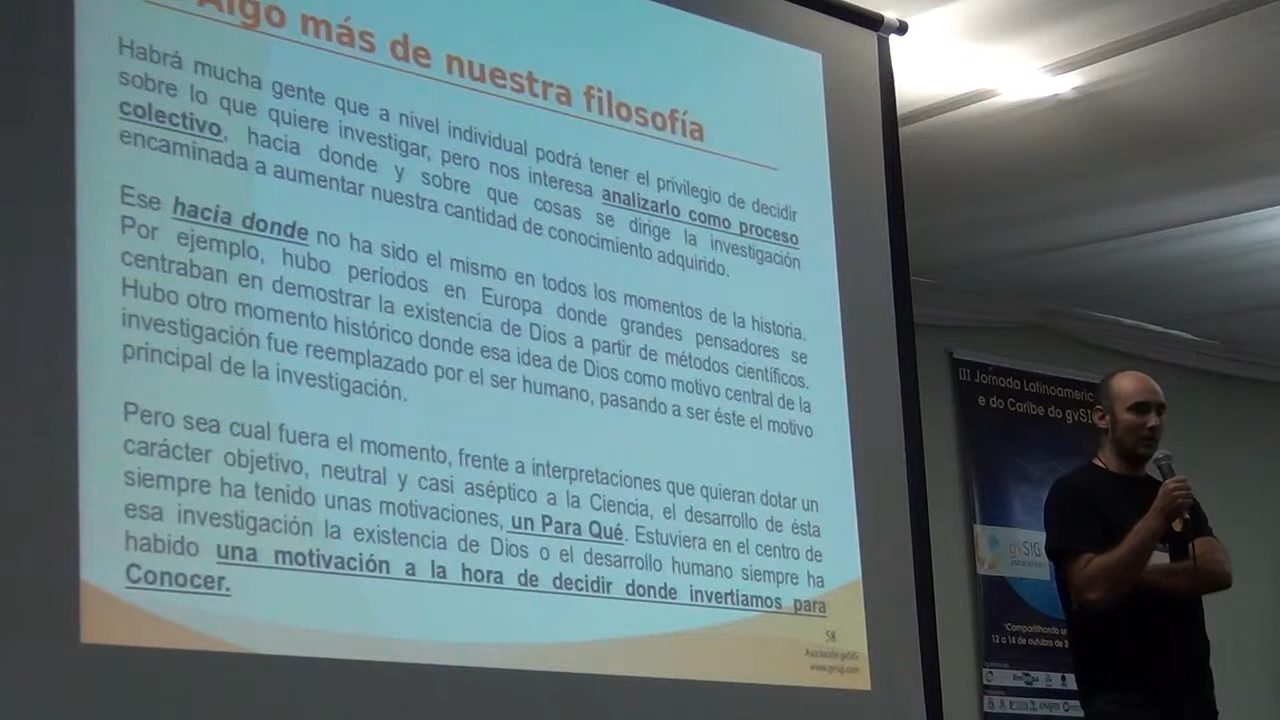 Algo más de nuestra filosofía
Habrá mucha gente que a nivel individual podrá tener el privilegio de decidir
sobre lo que quiere investigar, pero nos interesa analizarlo como proceso
colectivo, hacia donde y sobre que cosas se dirige la investigación
encaminada a aumentar nuestra cantidad de conocimiento adquirido.
Ese hacia donde no ha sido el mismo en todos los momentos de la historia.
Por ejemplo, hubo períodos en Europa donde grandes pensadores se
centraban en demostrar la existencia de Dios a partir de métodos científicos.
Hubo otro momento histórico donde esa idea de Dios como motivo central de la
investigación fue reemplazado por el ser humano, pasando a ser éste el motivo
principal de la investigación.
Pero sea cual fuera el momento, frente a interpretaciones que quieran dotar un
carácter objetivo, neutral y casi aséptico a la Ciencia, el desarrollo de ésta
siempre ha tenido unas motivaciones, un Para Qué. Estuviera en el centro de
esa investigación la existencia de Dios o el desarrollo humano siempre ha
habido una motivación a la hora de decidir donde invertíamos para
Conocer.
58
Asociación gvSIG
www.gvsig.com
III Jornada Latinoameric
e do Caribe do gvSI
gvSIG
"Compartilhando
12 a 14 de outubro de
Embrapa